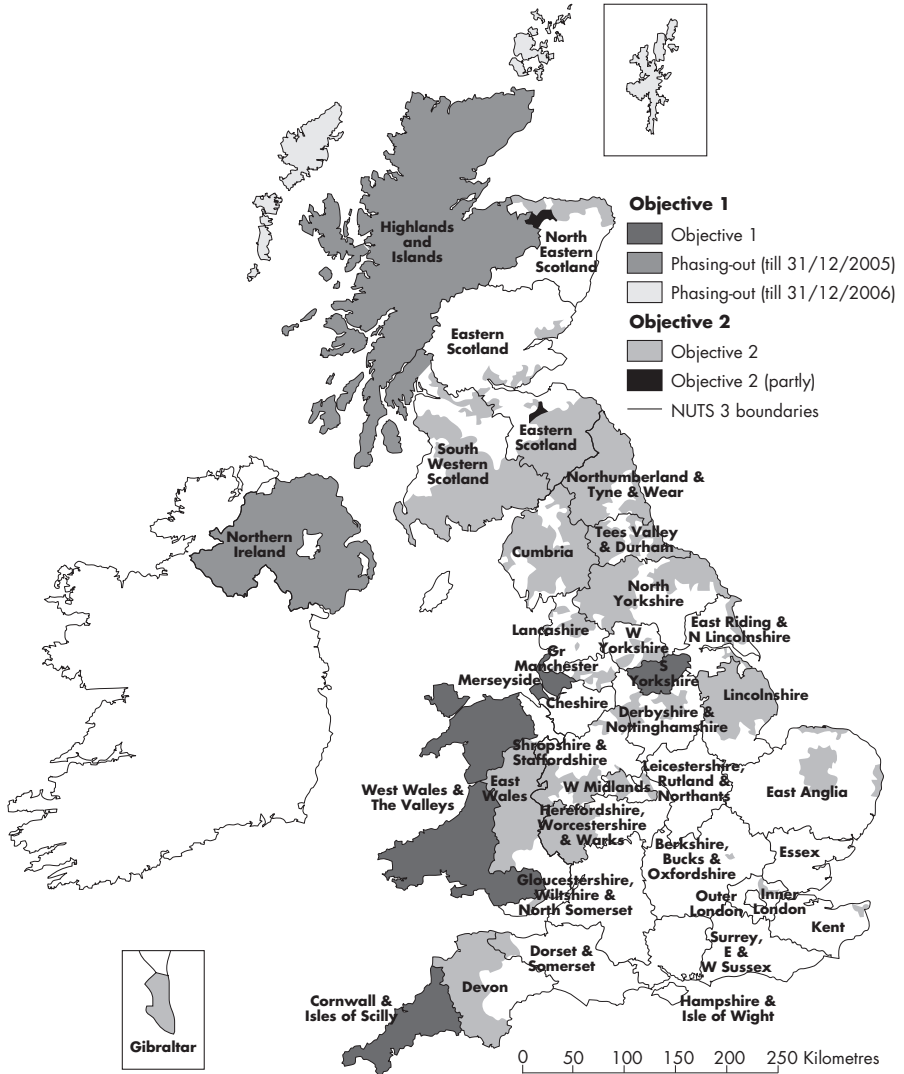 Objective 1
Objective 1
Phasing-out (till 31/12/2005)
Phasing-out (till 31/12/2006)
Objective 2
Objective 2
Objective 2 (partly)
NUTS 3 boundaries
Highlands
and
Islands
North
Eastern
Scotland
Eastern
Scotland
Eastern
Scotland
South
Western
Scotland
Northumberland &
Tyne & Wear
Northern
Ireland
Tees Valley
& Durham
Cumbria
North
Yorkshire
Lancashire
W
Yorkshire
East Riding &
N Lincolnshire
Gr
Manchester
Merseyside
S
Yorkshire
Cheshire
Lincolnshire
Derbyshire &
Nottinghamshire
Shropshire &
Staffordshire
West Wales &
The Valleys
East
Wales
W Midlands
Leicestershire,
Rutland &
Northants
East Anglia
Herefordshire,
Worcestershire
& Warks
Berkshire,
Bucks &
Oxfordshire
Essex
Gloucestershire,
Wiltshire &
North Somerset
Outer
London
Inner
London
Kent
Surrey,
E &
W Sussex
Dorset &
Somerset
Devon
Cornwall &
Isles of Scilly
Hampshire &
Isle of Wight
Gibraltar
0 50 100 150 200 250 Kilometres